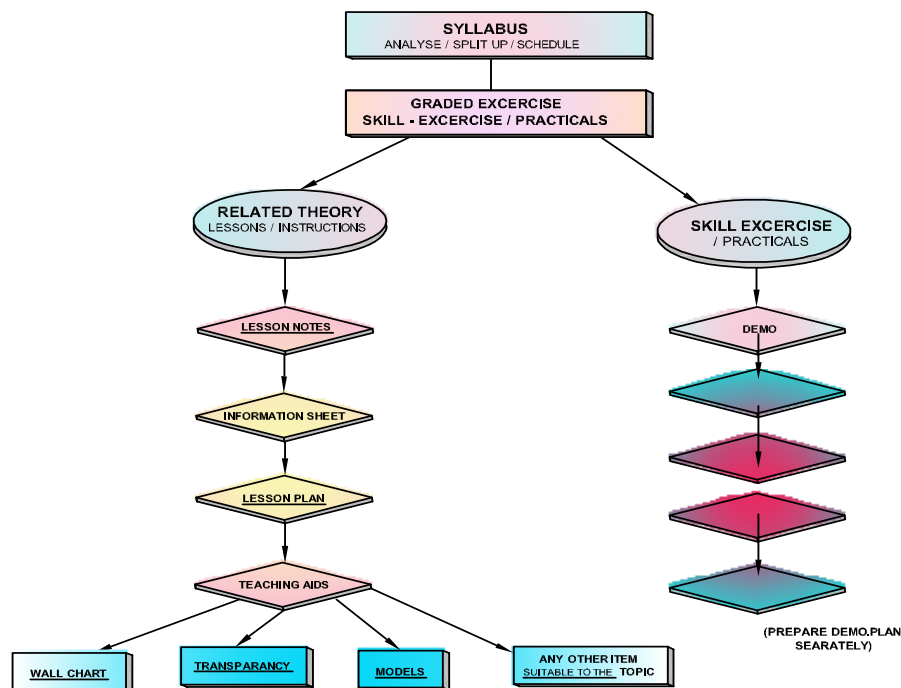 SYLLABUS
ANALYSE / SPLIT UP / SCHEDULE
GRADED EXCERCISE
SKILL - EXCERCISE / PRACTICALS
RELATED THEORY
LESSONS / INSTRUCTIONS
SKILL EXCERCISE
/ PRACTICALS
LESSON NOTES
DEMO
INFORMATION SHEET
LESSON PLAN
TEACHING AIDS
(PREPARE DEMO.PLAN
SEARATELY)
WALL CHART
TRANSPARANCY
MODELS
ANY OTHER ITEM
SUITABLE TO THE TOPIC